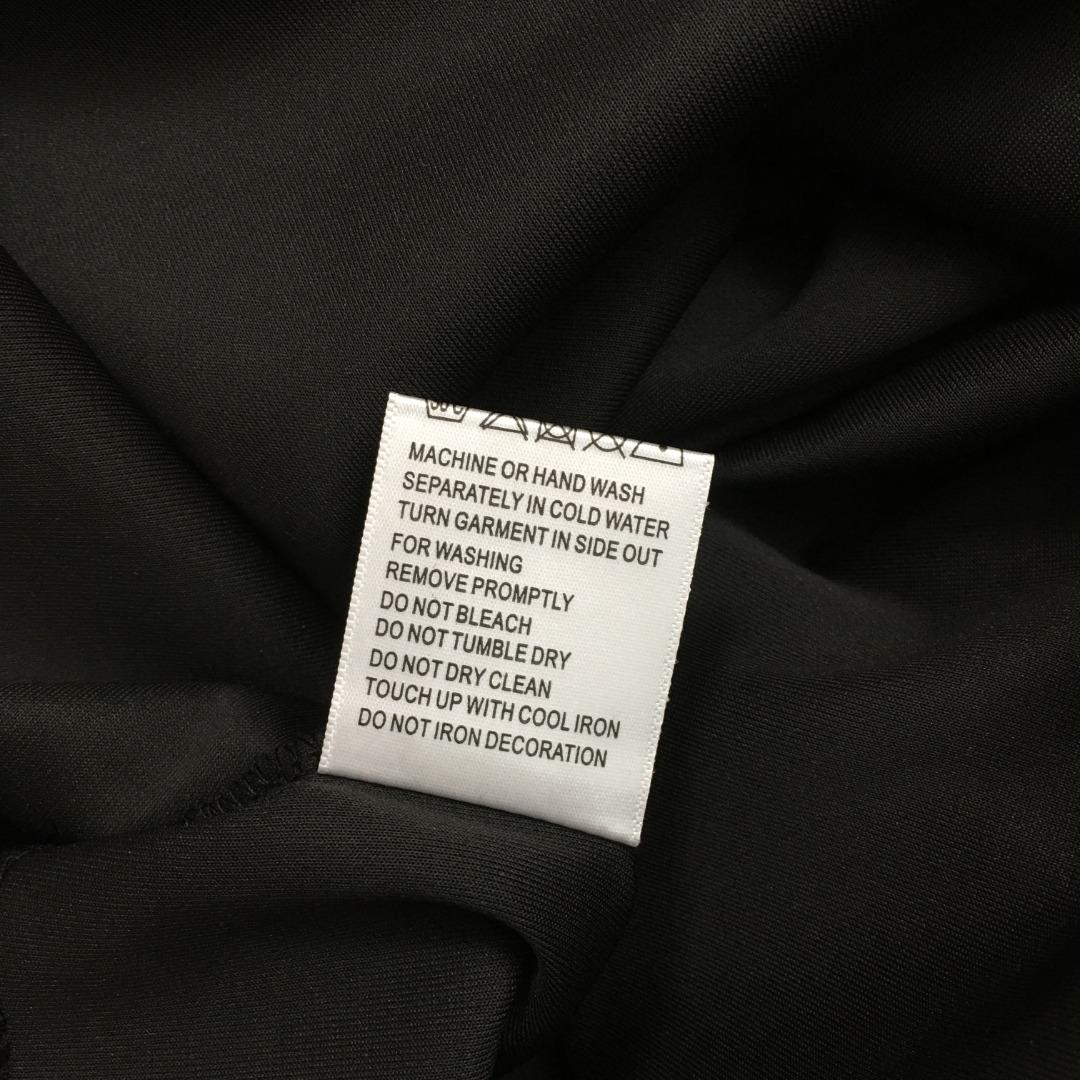 MACHINE OR HAND WASH
SEPARATELY IN COLD WATER
TURN GARMENT IN SIDE OUT
FOR WASHING
REMOVE PROMPTLY
DO NOT BLEACH
DO NOT TUMBLE DRY
DO NOT DRY CLEAN
TOUCH UP WITH COOL IRON
DO NOT IRON DECORATION